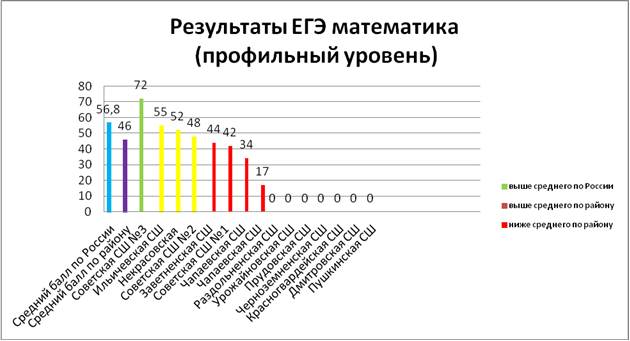 Результаты ЕГЭ математика
(профильный уровень)
80
70
60
50
40
30
20
10
0
56,8
46
72
55
52
48
44
42
34
17
0
0
0
0
0
0
0
Средний балл по России
Средний балл по району
Советская СШ №3
Ильичевская СШ
Некрасовская
Советская СШ №2
Заветненская СШ
Советская СШ №1
Чапаевская СШ
Чапаевская СШ
Раздольненская СШ
Урожайновская СШ
Прудовская СШ
Черноземненская СШ
Красногвардейская СШ
Дмитровская СШ
Пушкинская СШ
выше среднего по России
выше среднего по району
ниже среднего по району